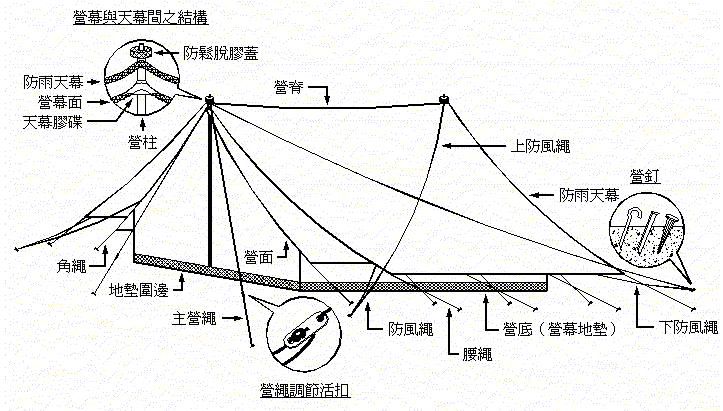 營幕與天幕間之結構
防鬆脫膠蓋
防雨天幕
營幕面
天幕膠碟
營柱
營脊
上防風繩
防雨天幕
營釘
角繩
地墊圍邊
主營繩
營面
營繩調節活扣
防風繩
腰繩
營底（營幕地墊）
下防風繩